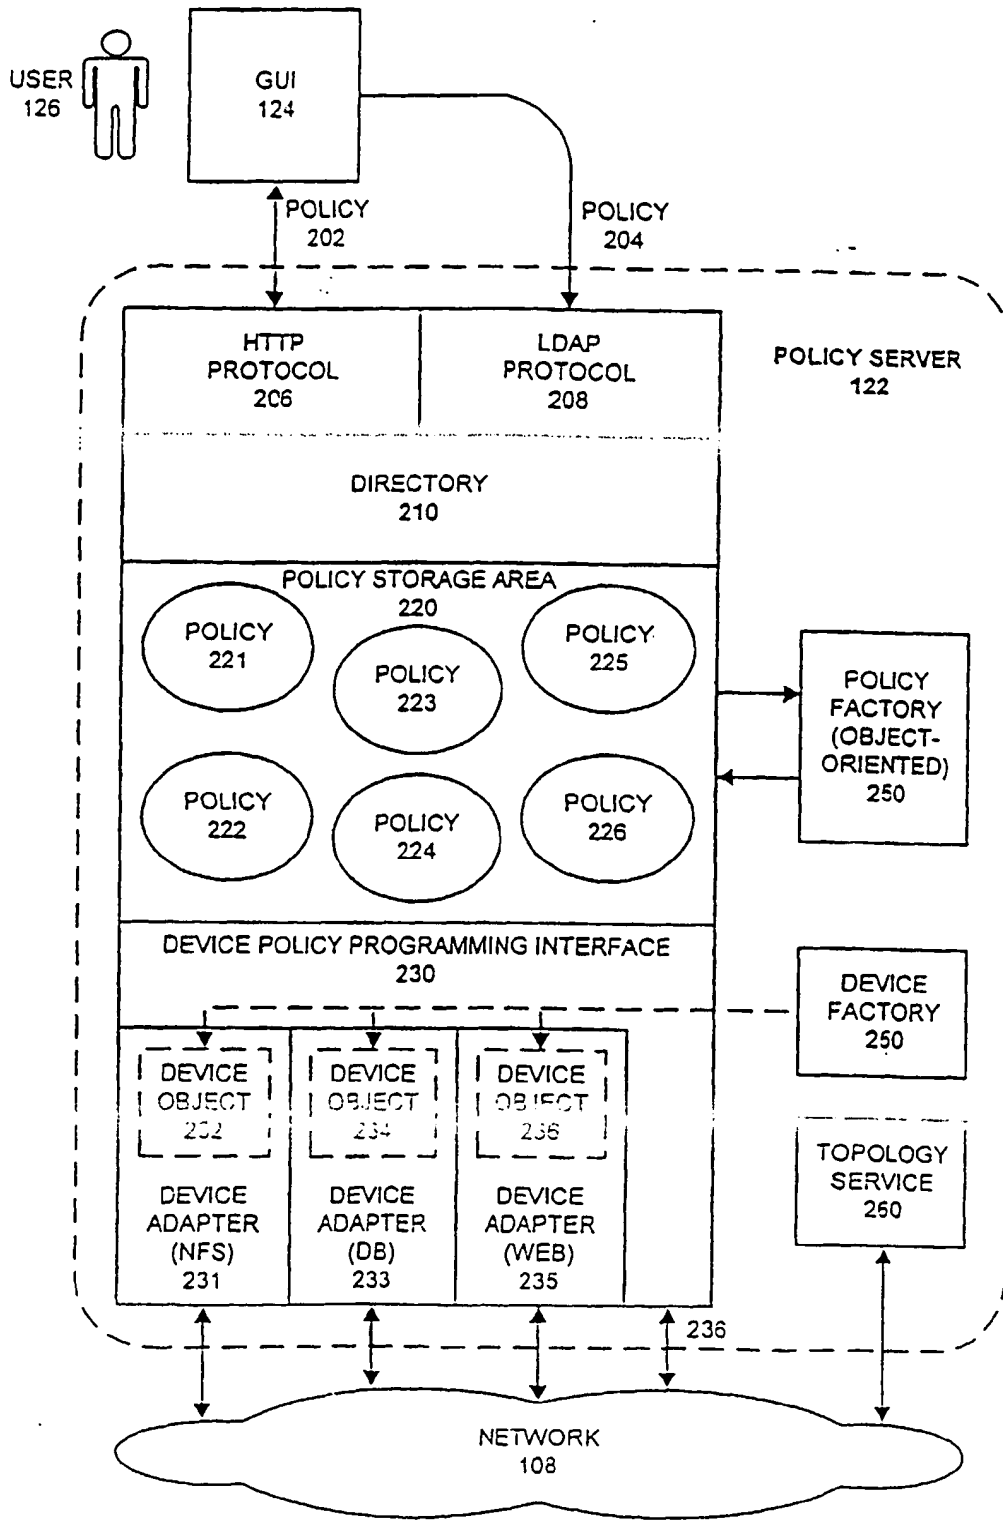 USER
126
GUI
124
POLICY
202
POLICY
204
HTTP
PROTOCOL
206
LDAP
PROTOCOL
208
POLICY SERVER
122
DIRECTORY
210
POLICY STORAGE AREA
220
POLICY
221
POLICY
223
POLICY
225
POLICY
222
POLICY
224
POLICY
226
POLICY
FACTORY
(OBJECT-
ORIENTED)
250
DEVICE POLICY PROGRAMMING INTERFACE
230
DEVICE
FACTORY
250
DEVICE
OBJECT
232
DEVICE
OBJECT
234
DEVICE
OBJECT
236
TOPOLOGY
SERVICE
260
DEVICE
ADAPTER
(NFS)
231
DEVICE
ADAPTER
(DB)
233
DEVICE
ADAPTER
(WEB)
235
236
NETWORK
108